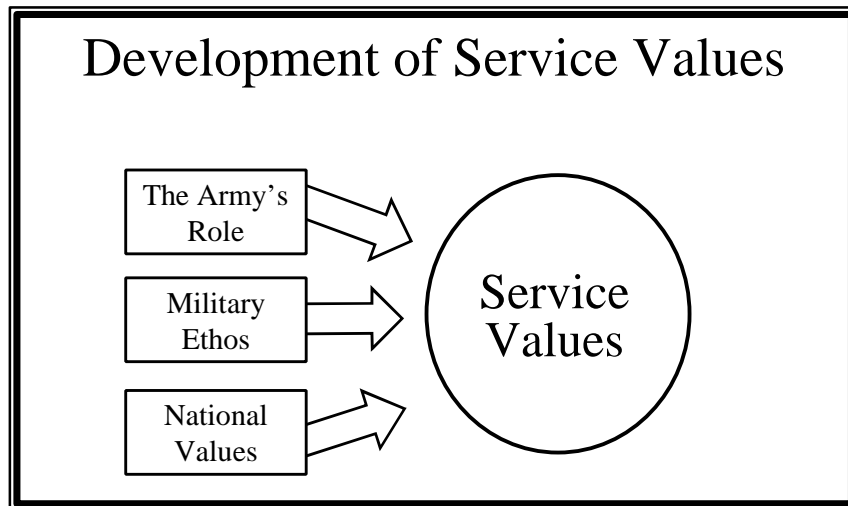 Development of Service Values
The Army’s
Role
Military
Ethos
National
Values
Service
Values